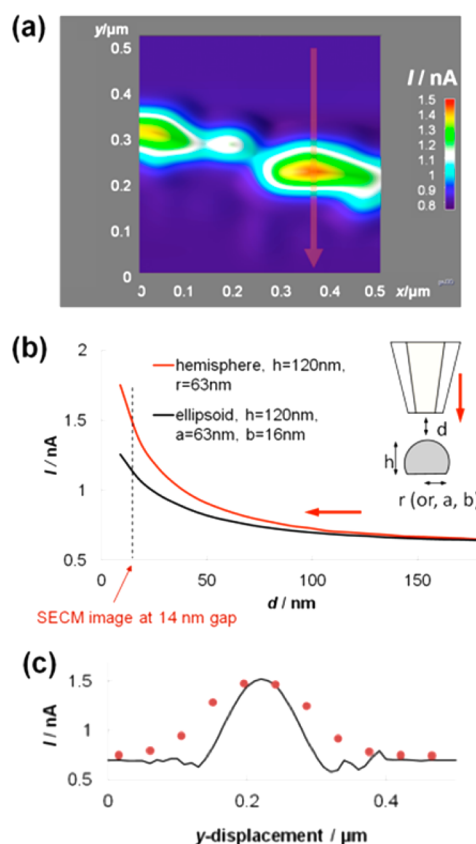 (a)
y/μm
0.5
0.4
0.3
0.2
0.1
0
0 0.1 0.2 0.3 0.4 0.5
x/μm
I / nA
1.5
1.4
1.3
1.2
1.1
1.0
0.9
0.8
(b)
I / nA
2
1.5
1
0.5
hemisphere, h=120nm,
r=63nm
ellipsoid, h=120nm,
a=63nm, b=16nm
d
h
r (or, a, b)
0 50 100 150
d / nm
SECM image at 14 nm gap
(c)
I / nA
1.5
1
0.5
0 0.2 0.4
y-displacement / μm